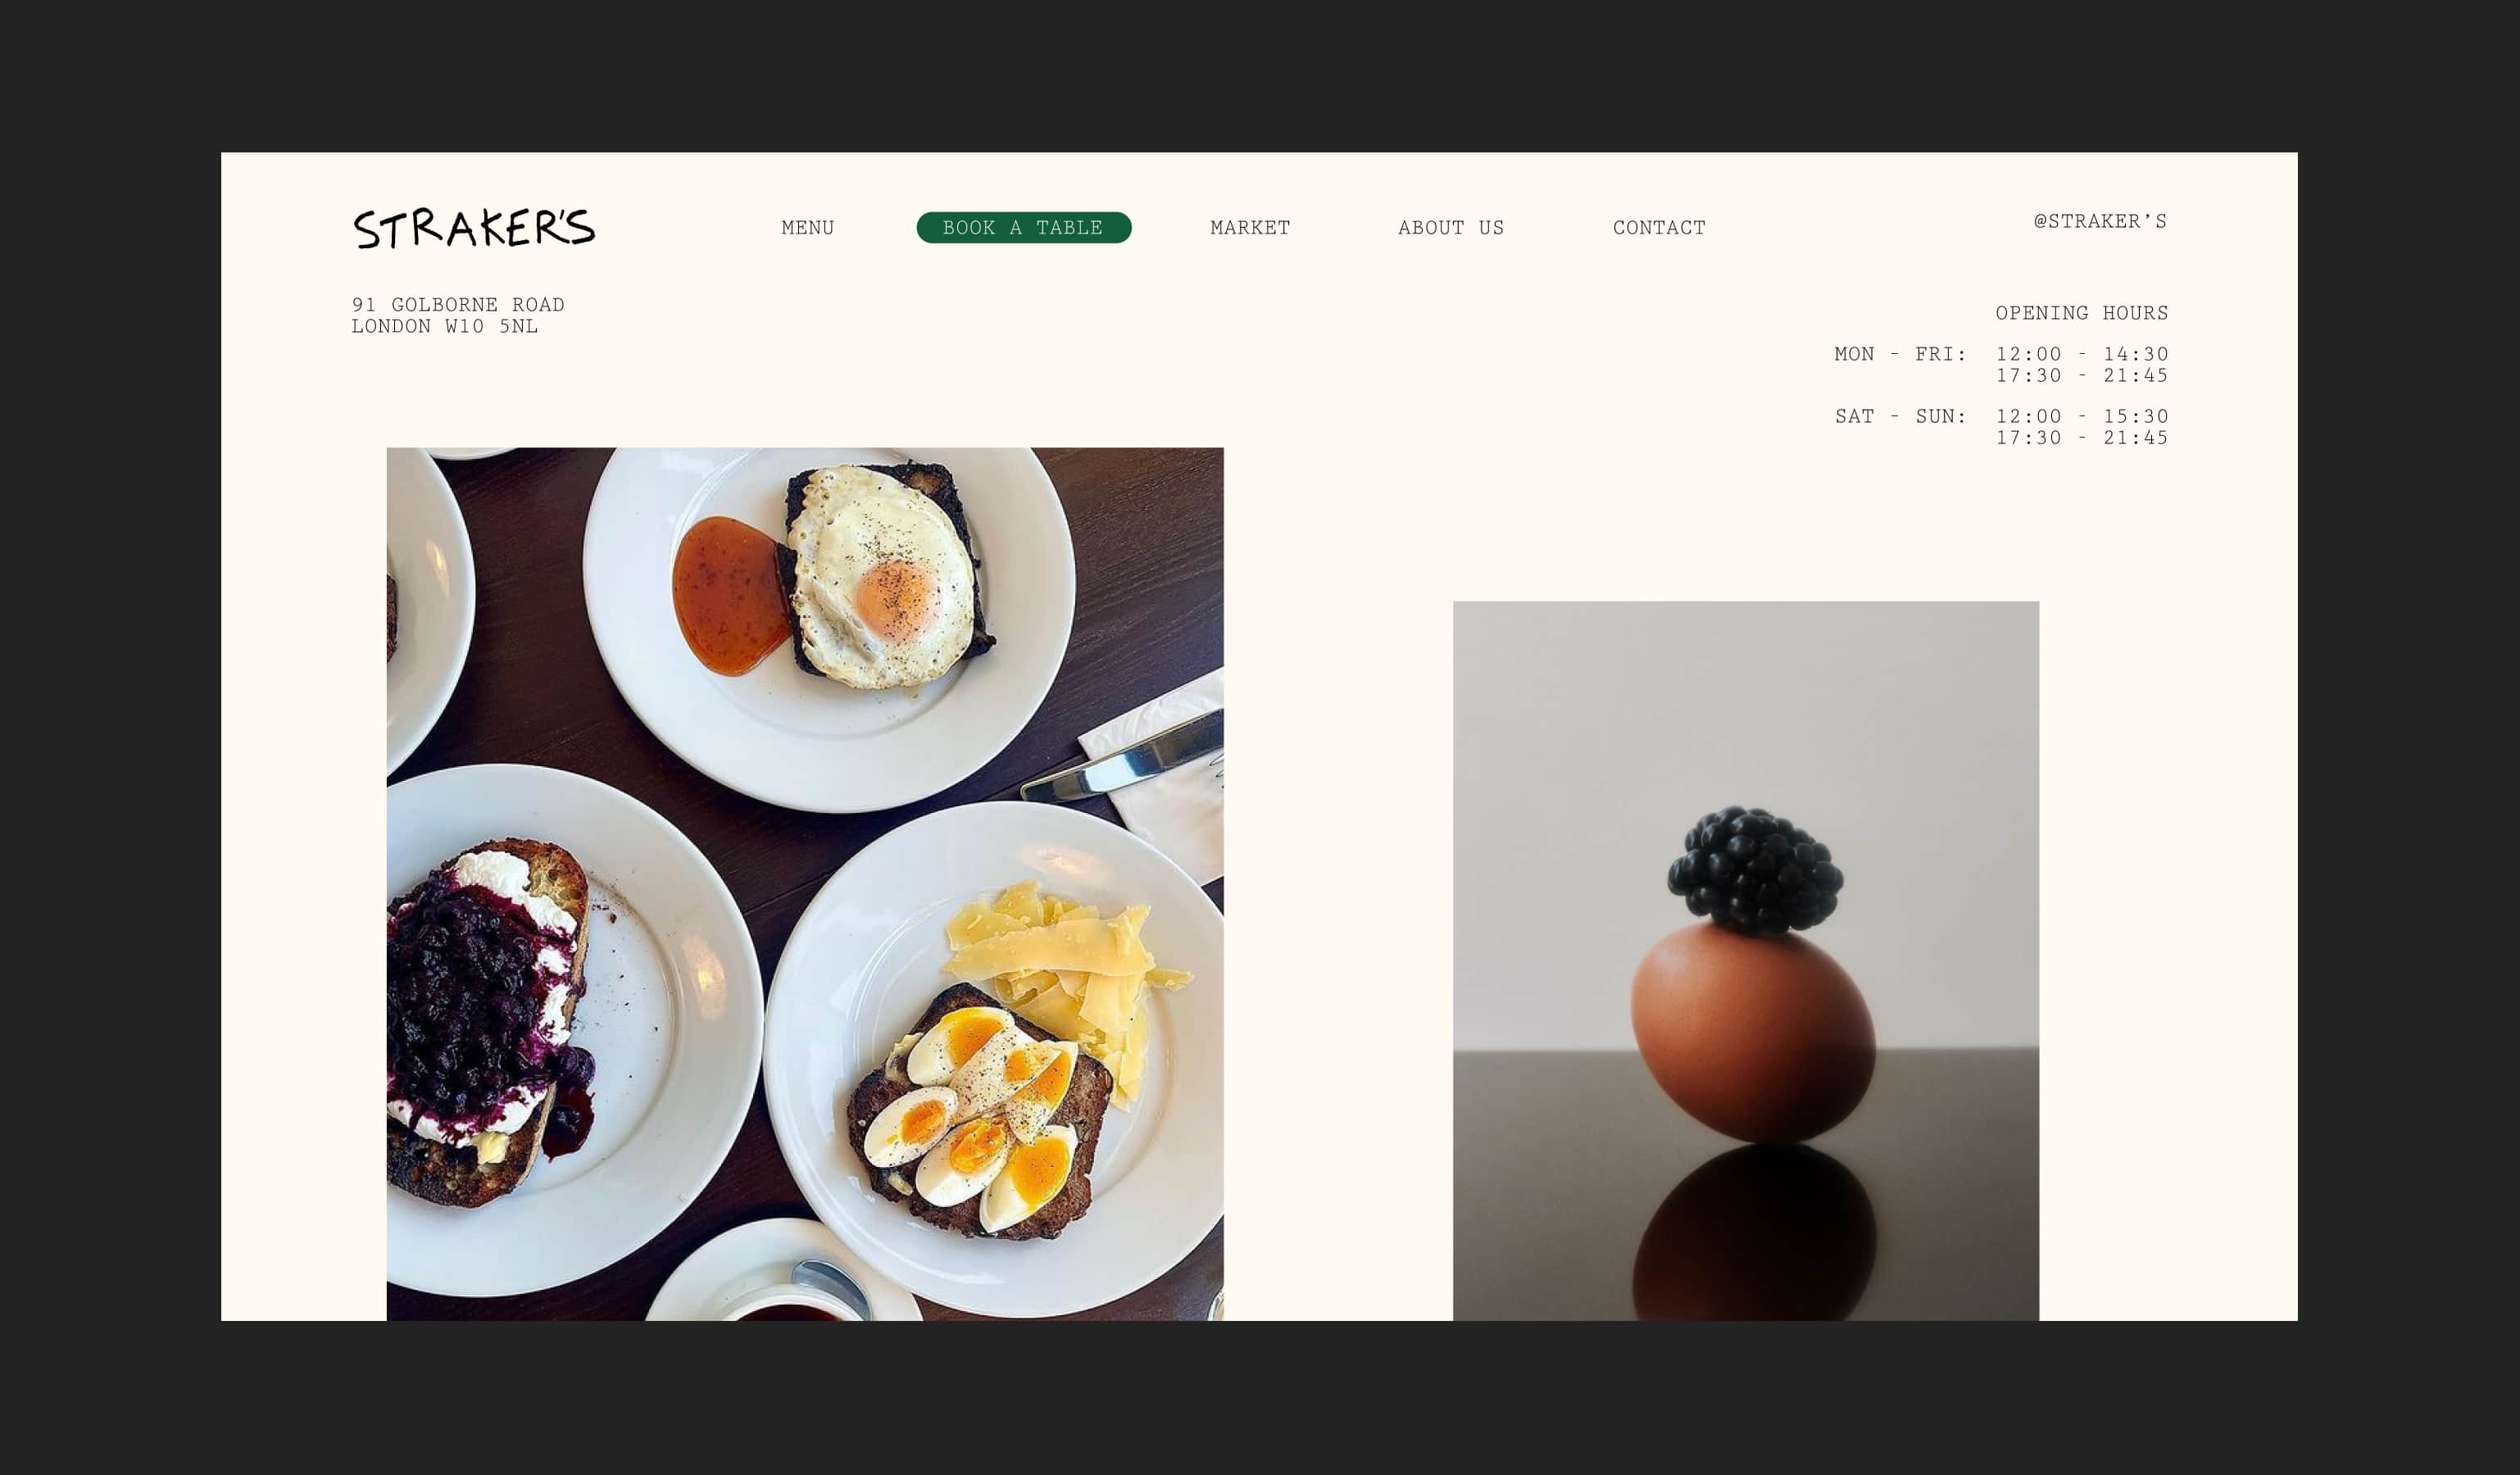 STRAKER'S
MENU
BOOK A TABLE
MARKET
ABOUT US
CONTACT
@STRAKER’S
91 GOLBORNE ROAD
LONDON W10 5NL
OPENING HOURS
MON - FRI: 12:00 - 14:30
17:30 - 21:45
SAT - SUN: 12:00 - 15:30
17:30 - 21:45